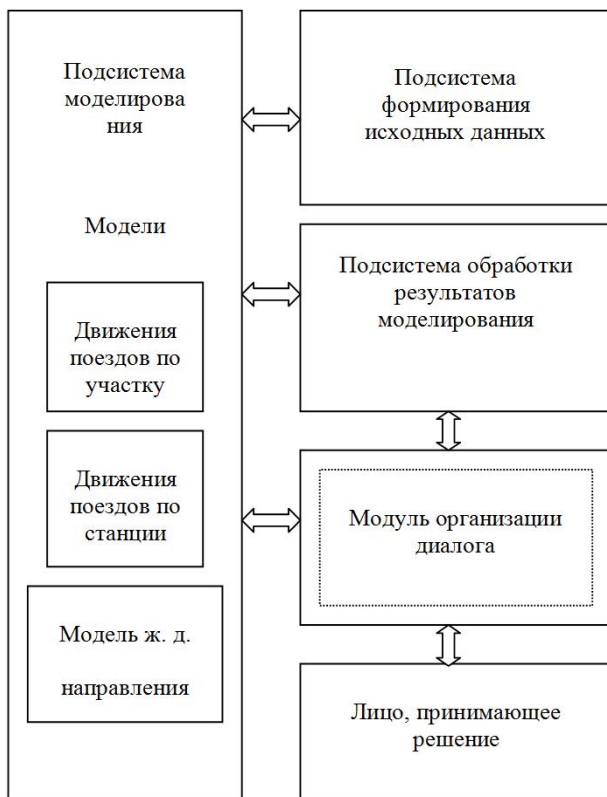 Подсистема
моделирова
ния
Модели
Движения
поездов по
участку
Движения
поездов по
станции
Модель ж. д.
направления
Подсистема
формирования
исходных данных
Подсистема обработки
результатов
моделирования
Модуль организации
диалога
Лицо, принимающее
решение